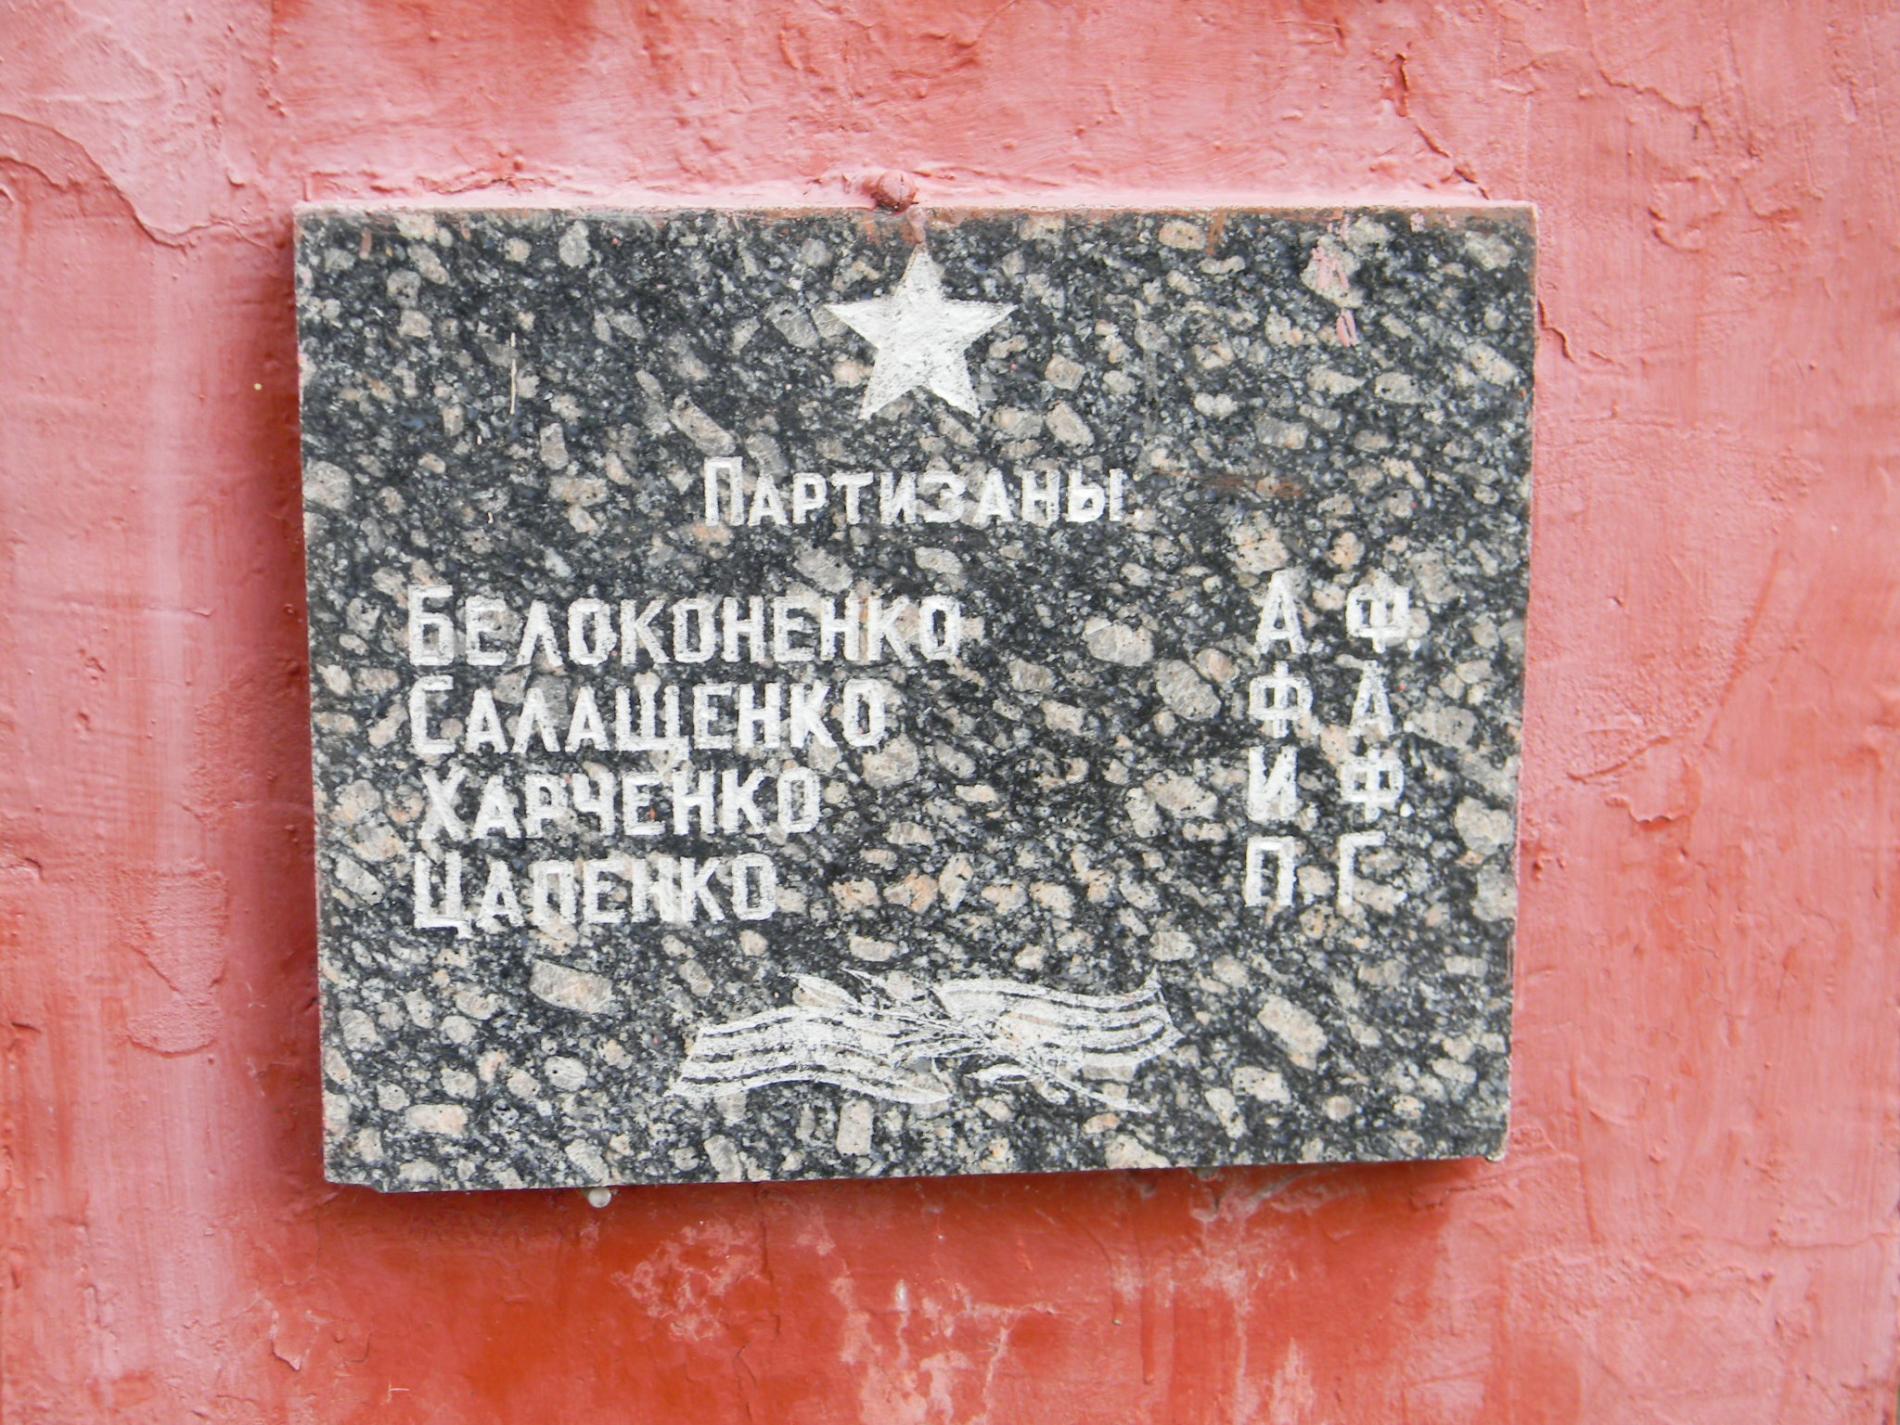 Партизаны
Белоконенко А. Ф.
Салащенко Ф. А.
Харченко И. Ф.
Цапенко П. Г.